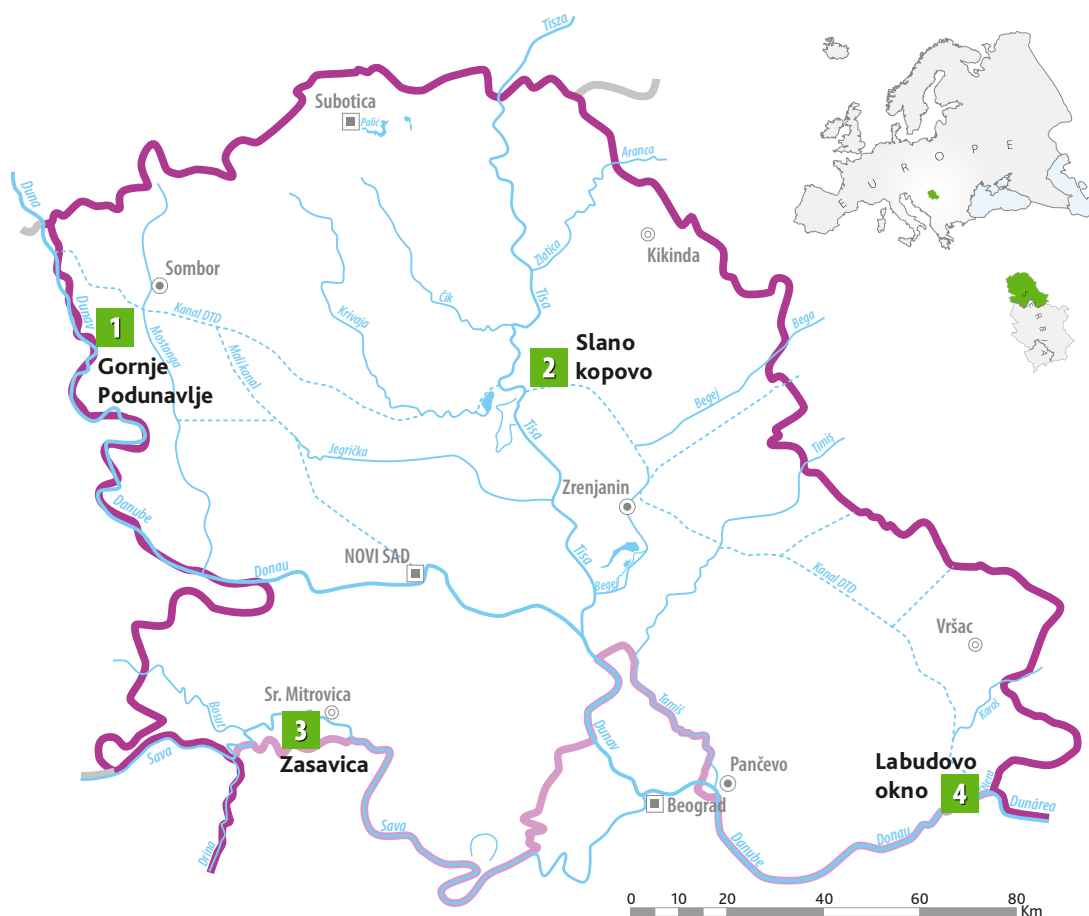 Tisza
Subotica
Palić
Aranca
Duna
Kikinda
Zlatica
Sombor
Tisa
Čik
Dunav
Kanal DTD
Krivaja
Mostonga
Mali kanal
Bega
1
Gornje
Podunavlje
2
Slano
kopovo
Begej
Tisa
Timiș
Jegrička
Zrenjanin
Danube
Tisa
NOVI SAD
Donau
Begej
Kanal DTD
Vršac
Sr. Mitrovica
Bosut
Tamiš
Karaš
3
Zasavica
Sava
Dunav
Pančevo
Labudovo
okno
4
Nera
Dunărea
Beograd
Sava
Drina
Danube
Donau
0 10 20 40 60 80
Km
EUROPE
SERBIA